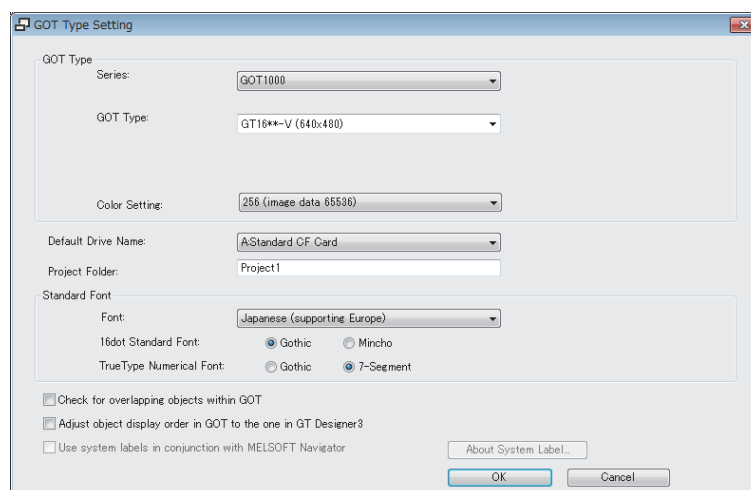 GOT Type Setting
GOT Type
Series: GOT1000
GOT Type: GT16**-V (640x480)
Color Setting: 256 (image data 65536)
Default Drive Name: A:Standard CF Card
Project Folder: Project1
Standard Font
Font: Japanese (supporting Europe)
16dot Standard Font: Gothic Mincho
TrueType Numerical Font: Gothic 7-Segment
Check for overlapping objects within GOT
Adjust object display order in GOT to the one in GT Designer3
Use system labels in conjunction with MELSOFT Navigator About System Label...
OK Cancel